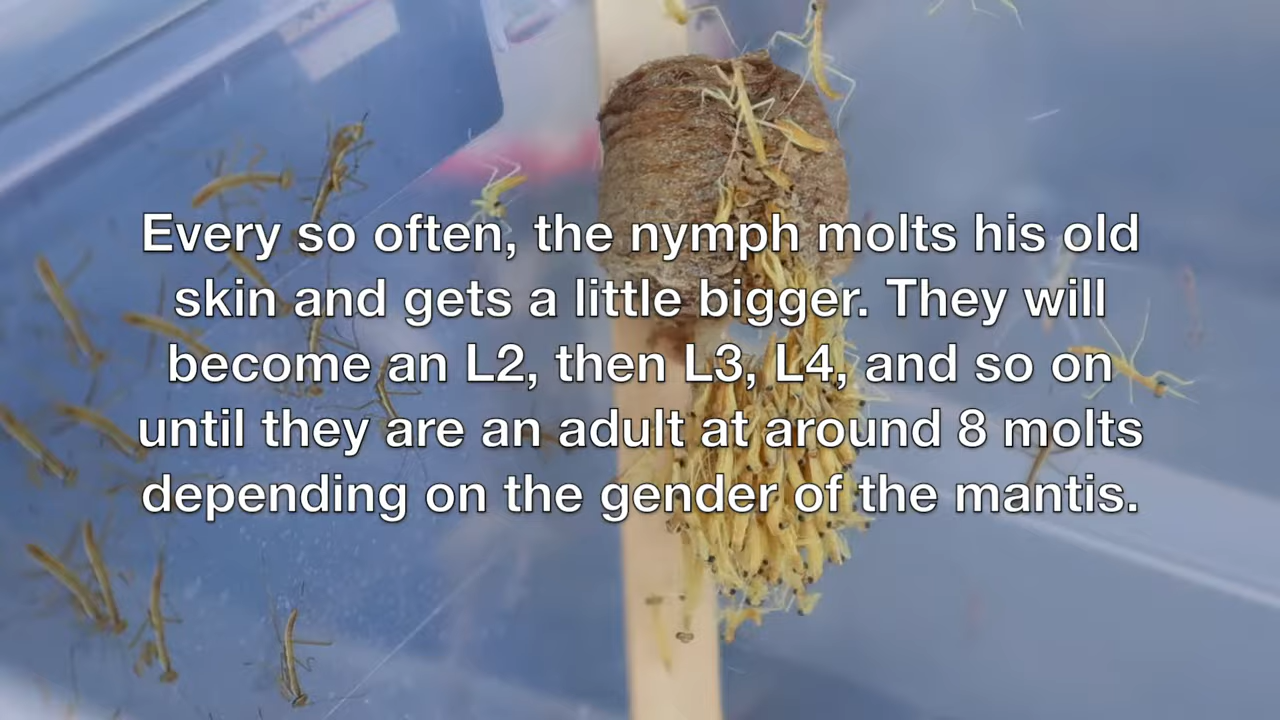 Every so often, the nymph molts his old
skin and gets a little bigger. They will
become an L2, then L3, L4, and so on
until they are an adult at around 8 molts
depending on the gender of the mantis.